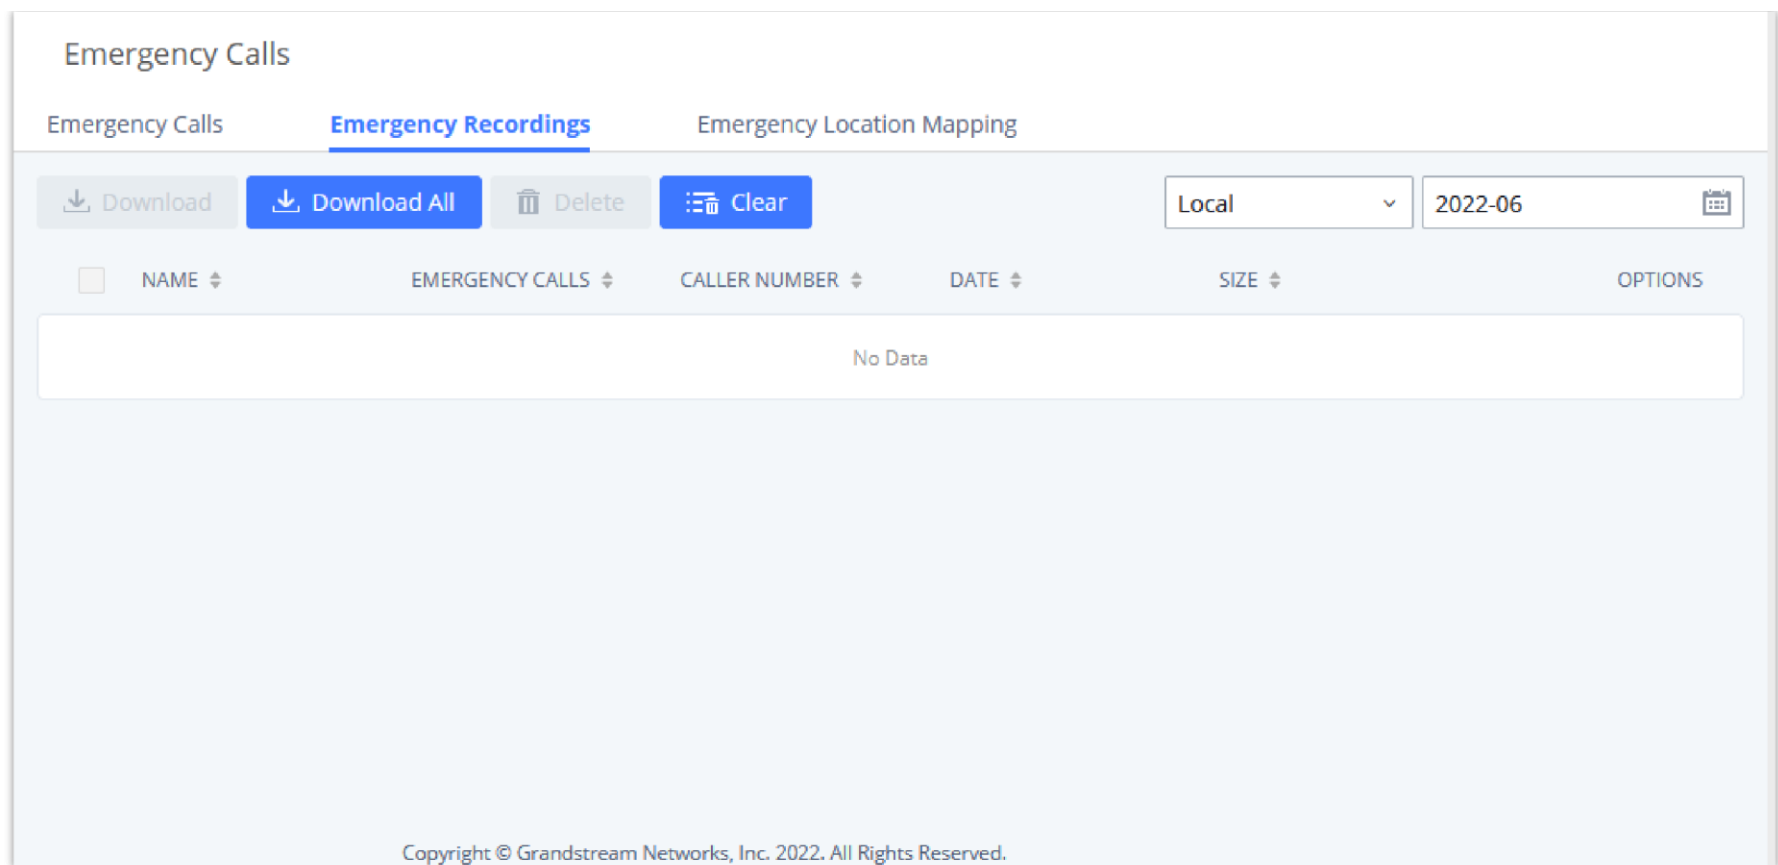 Emergency Calls
Emergency Calls Emergency Recordings Emergency Location Mapping
Download Download All Delete Clear Local 2022-06
NAME EMERGENCY CALLS CALLER NUMBER DATE SIZE OPTIONS
No Data
Copyright © Grandstream Networks, Inc. 2022. All Rights Reserved.